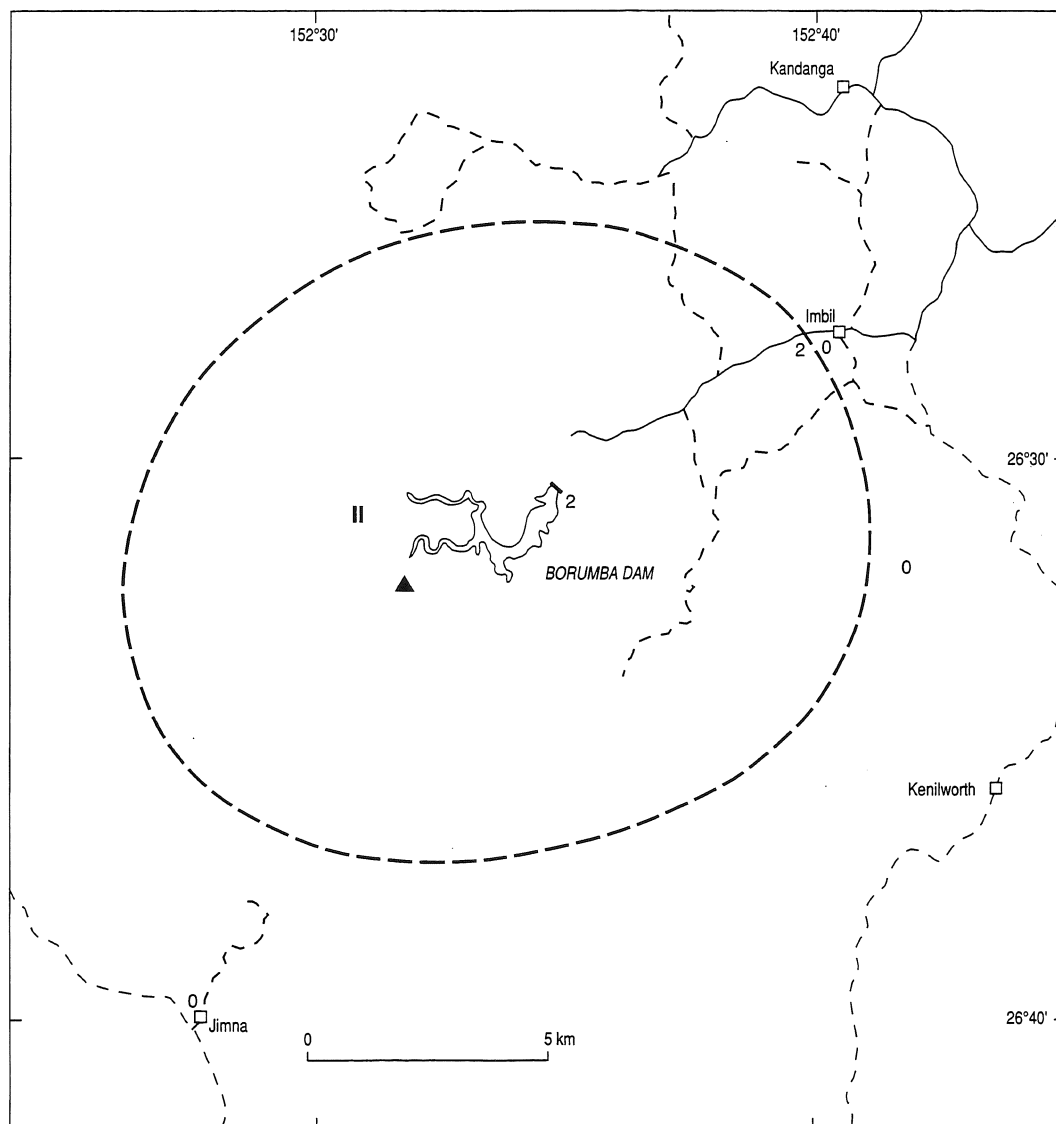 152°30'
152°40'
Kandanga
Imbil
2 0
26°30'
II
2
BORUMBA DAM
0
Kenilworth
0
Jimna
26°40'
0
5 km